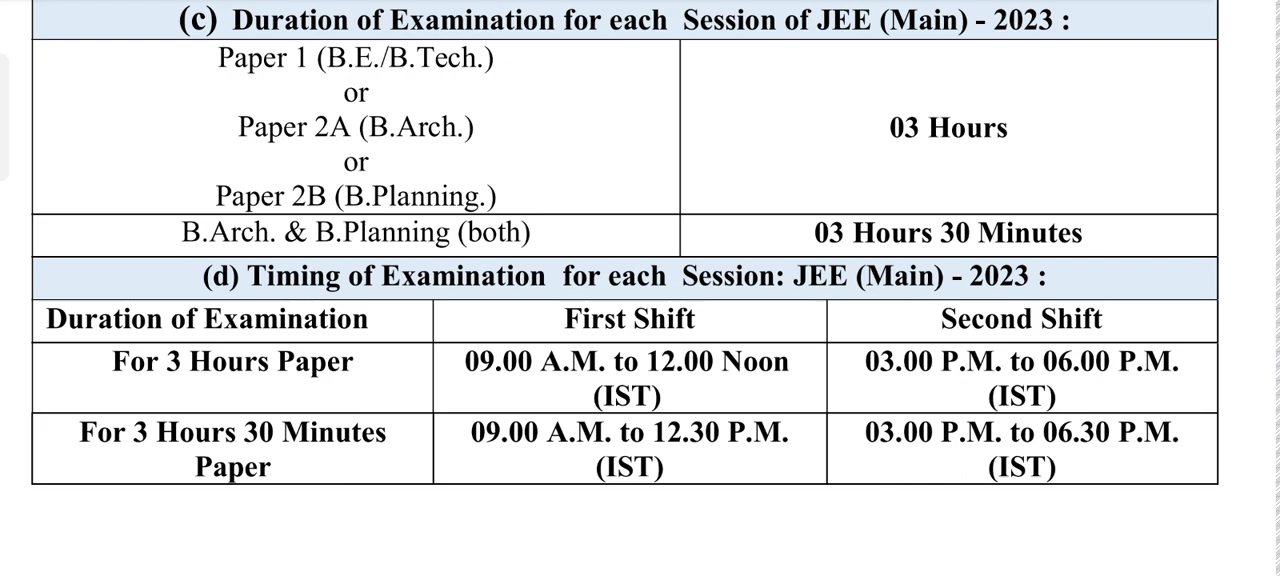 (c) Duration of Examination for each Session of JEE (Main) - 2023 :
Paper 1 (B.E./B.Tech.)
or
Paper 2A (B.Arch.)
or
Paper 2B (B.Planning.)
03 Hours
B.Arch. & B.Planning (both)
03 Hours 30 Minutes
(d) Timing of Examination for each Session: JEE (Main) - 2023 :
Duration of Examination
First Shift
Second Shift
For 3 Hours Paper
09.00 A.M. to 12.00 Noon
(IST)
03.00 P.M. to 06.00 P.M.
(IST)
For 3 Hours 30 Minutes
Paper
09.00 A.M. to 12.30 P.M.
(IST)
03.00 P.M. to 06.30 P.M.
(IST)